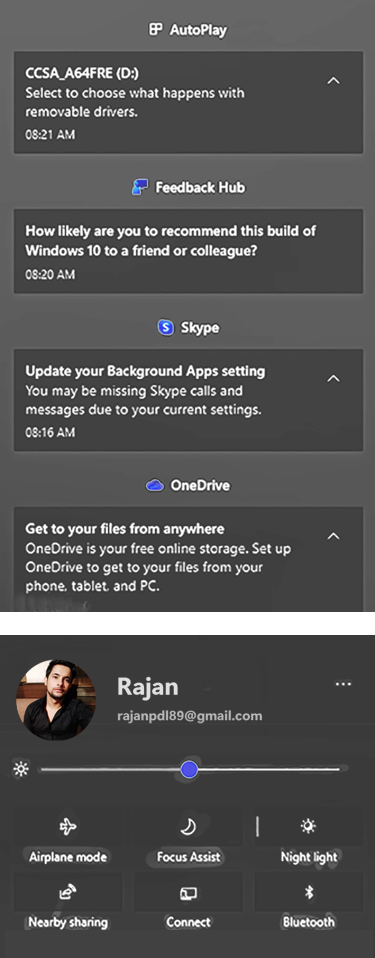 AutoPlay
CCSA_A64FRE (D:)
Select to choose what happens with
removable drivers.
08:21 AM
Feedback Hub
How likely are you to recommend this build of
Windows 10 to a friend or colleague?
08:20 AM
Skype
Update your Background Apps setting
You may be missing Skype calls and
messages due to your current settings.
08:16 AM
OneDrive
Get to your files from anywhere
OneDrive is your free online storage. Set up
OneDrive to get to your files from your
phone, tablet, and PC.
Rajan
rajanpdl89@gmail.com
Airplane mode
Focus Assist
Night light
Nearby sharing
Connect
Bluetooth